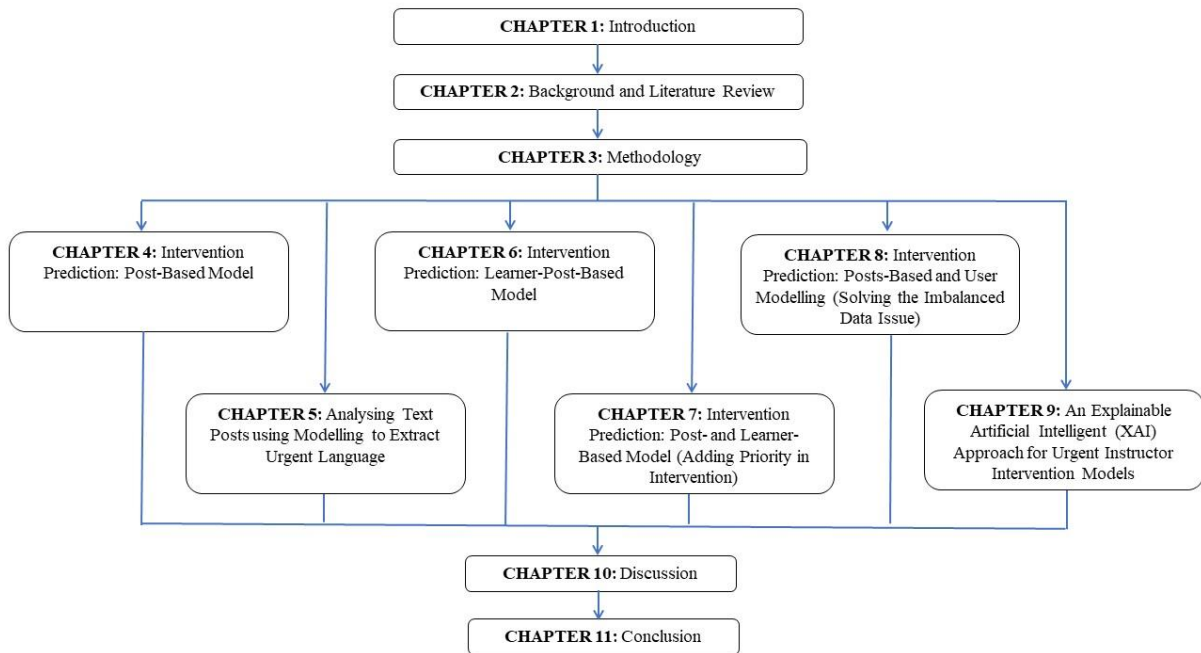 CHAPTER 1: Introduction
CHAPTER 2: Background and Literature Review
CHAPTER 3: Methodology
CHAPTER 4: Intervention
Prediction: Post-Based Model
CHAPTER 6: Intervention
Prediction: Learner-Post-Based
Model
CHAPTER 8: Intervention
Prediction: Posts-Based and User
Modelling (Solving the Imbalanced
Data Issue)
CHAPTER 5: Analysing Text
Posts using Modelling to Extract
Urgent Language
CHAPTER 7: Intervention
Prediction: Post- and Learner-
Based Model (Adding Priority in
Intervention)
CHAPTER 9: An Explainable
Artificial Intelligent (XAI)
Approach for Urgent Instructor
Intervention Models
CHAPTER 10: Discussion
CHAPTER 11: Conclusion